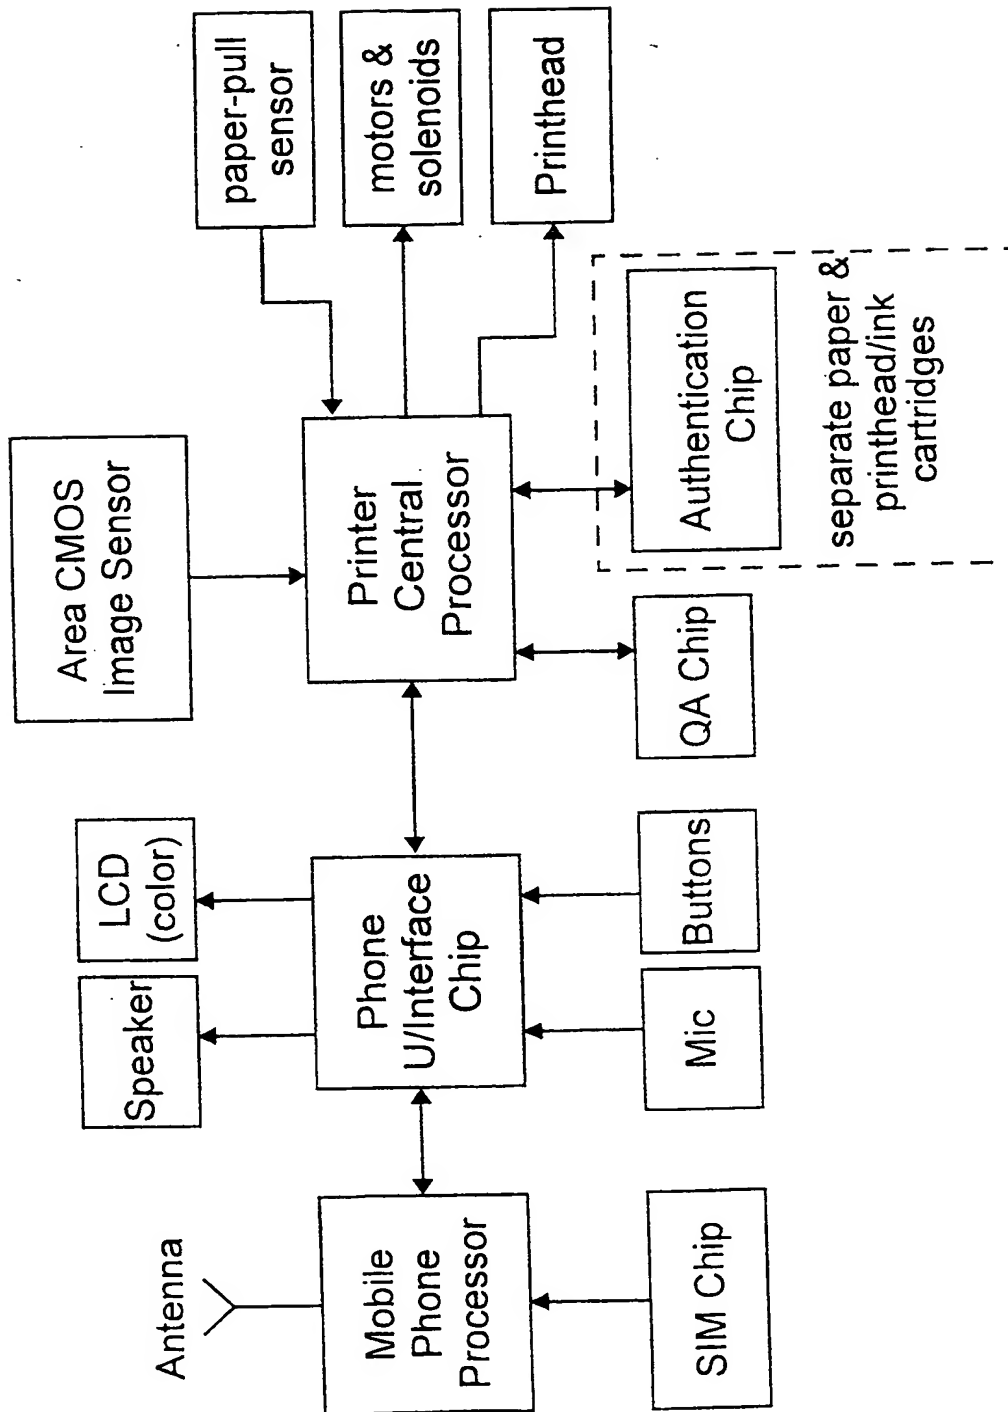 Antenna
Mobile
Phone
Processor
SIM Chip
Speaker
LCD
(color)
Phone
U/Interface
Chip
Mic
Buttons
Area CMOS
Image Sensor
Printer
Central
Processor
QA Chip
Authentication
Chip
separate paper &
printhead/ink
cartridges
paper-pull
sensor
motors &
solenoids
Printhead